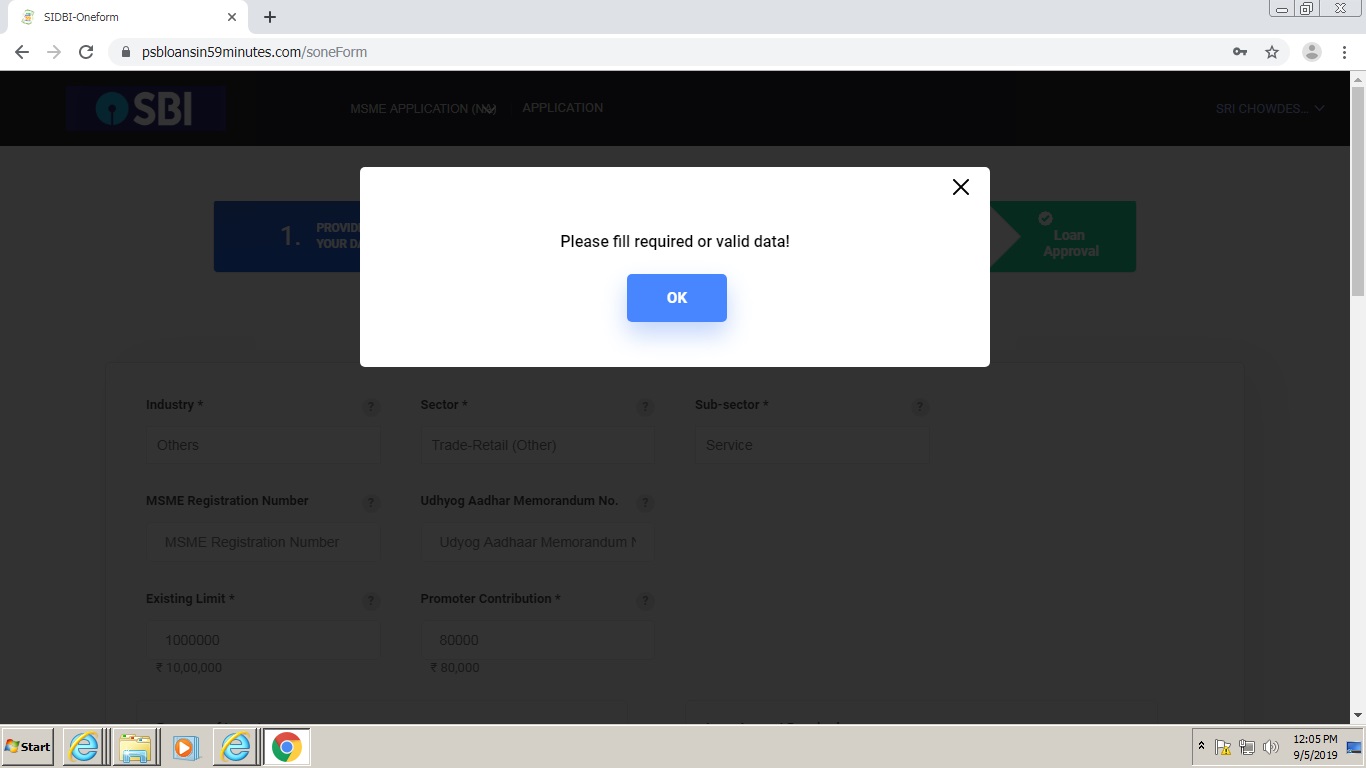 SIDBI-Oneform
psbloansin59minutes.com/soneForm
SBI
MSME APPLICATION
APPLICATION
SRI CHOWDES...
Please fill required or valid data!
OK
1.
PROVIDE
YOUR
Loan
Approval
Industry *
?
Sector *
?
Sub-sector *
?
Others
Trade-Retail (Other)
Service
MSME Registration Number
?
Udhyog Aadhar Memorandum No.
?
MSME Registration Number
Udyog Aadhaar Memorandum
Existing Limit *
?
Promoter Contribution *
?
1000000
80000
₹ 10,00,000
₹ 80,000
Start
12:05 PM
9/5/2019